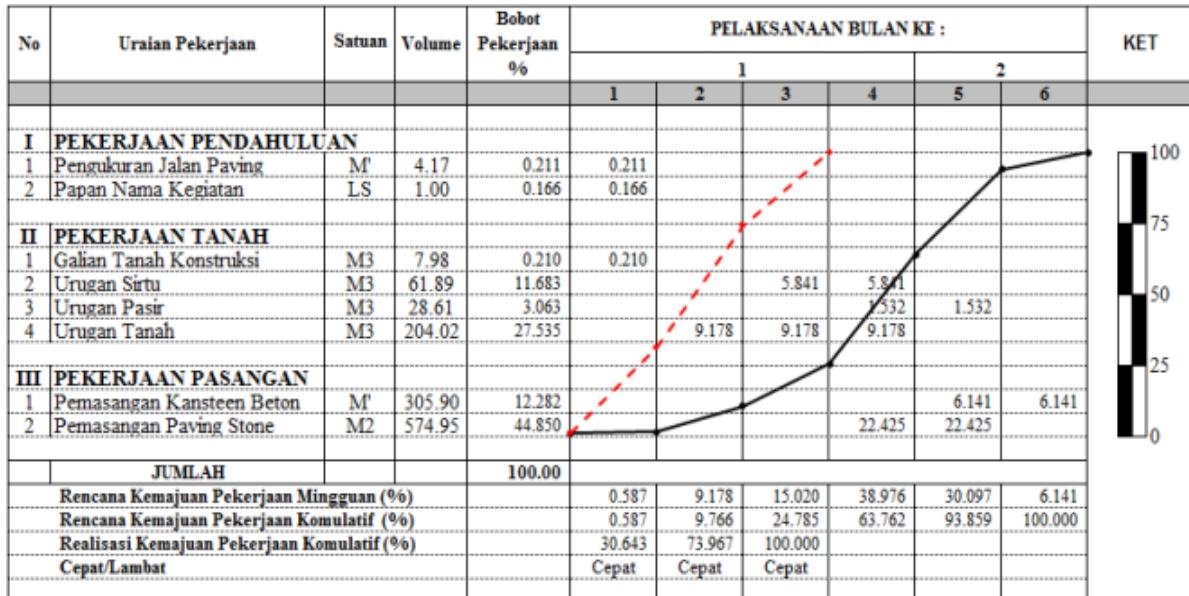 No Uraian Pekerjaan Satuan Volume Bobot Pekerjaan % PELAKSANAAN BULAN KE : KET
1 2
1 2 3 4 5 6
I PEKERJAAN PENDAHULUAN
1 Pengukuran Jalan Paving M' 4.17 0.211 0.211
2 Papan Nama Kegiatan LS 1.00 0.166 0.166
II PEKERJAAN TANAH
1 Galian Tanah Konstruksi M3 7.98 0.210 0.210
2 Urugan Sirtu M3 61.89 11.683 5.841 5.841
3 Urugan Pasir M3 28.61 3.063 1.532 1.532
4 Urugan Tanah M3 204.02 27.535 9.178 9.178 9.178
III PEKERJAAN PASANGAN
1 Pemasangan Kansteen Beton M' 305.90 12.282 6.141 6.141
2 Pemasangan Paving Stone M2 574.95 44.850 22.425 22.425
JUMLAH 100.00
Rencana Kemajuan Pekerjaan Mingguan (%) 0.587 9.178 15.020 38.976 30.097 6.141
Rencana Kemajuan Pekerjaan Komulatif (%) 0.587 9.766 24.785 63.762 93.859 100.000
Realisasi Kemajuan Pekerjaan Komulatif (%) 30.643 73.967 100.000
Cepat/Lambat Cepat Cepat Cepat
100
75
50
25
0